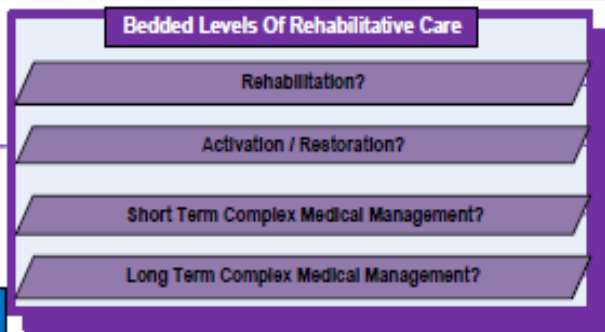 Bedded Levels Of Rehabilitative Care
Rehabilitation?
Activation / Restoration?
Short Term Complex Medical Management?
Long Term Complex Medical Management?